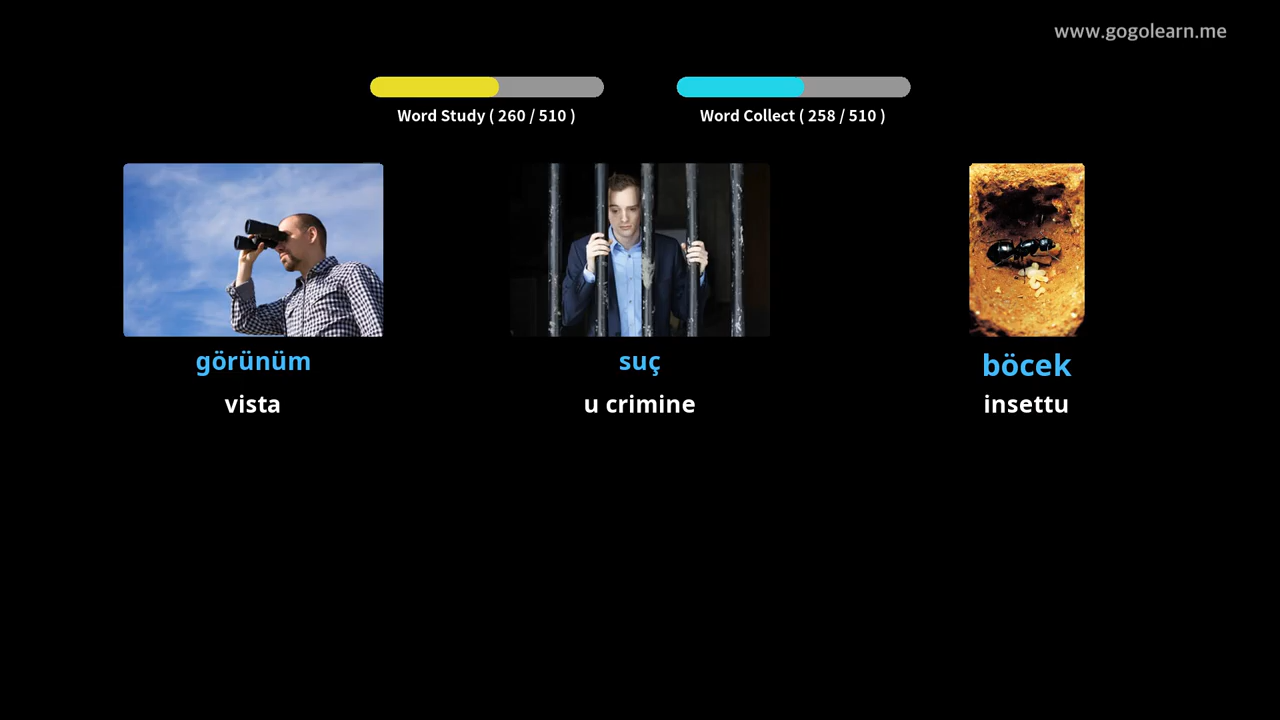 www.gogolearn.me
Word Study ( 260 / 510 )
Word Collect ( 258 / 510 )
görünüm
suç
böcek
vista
u crimine
insettu